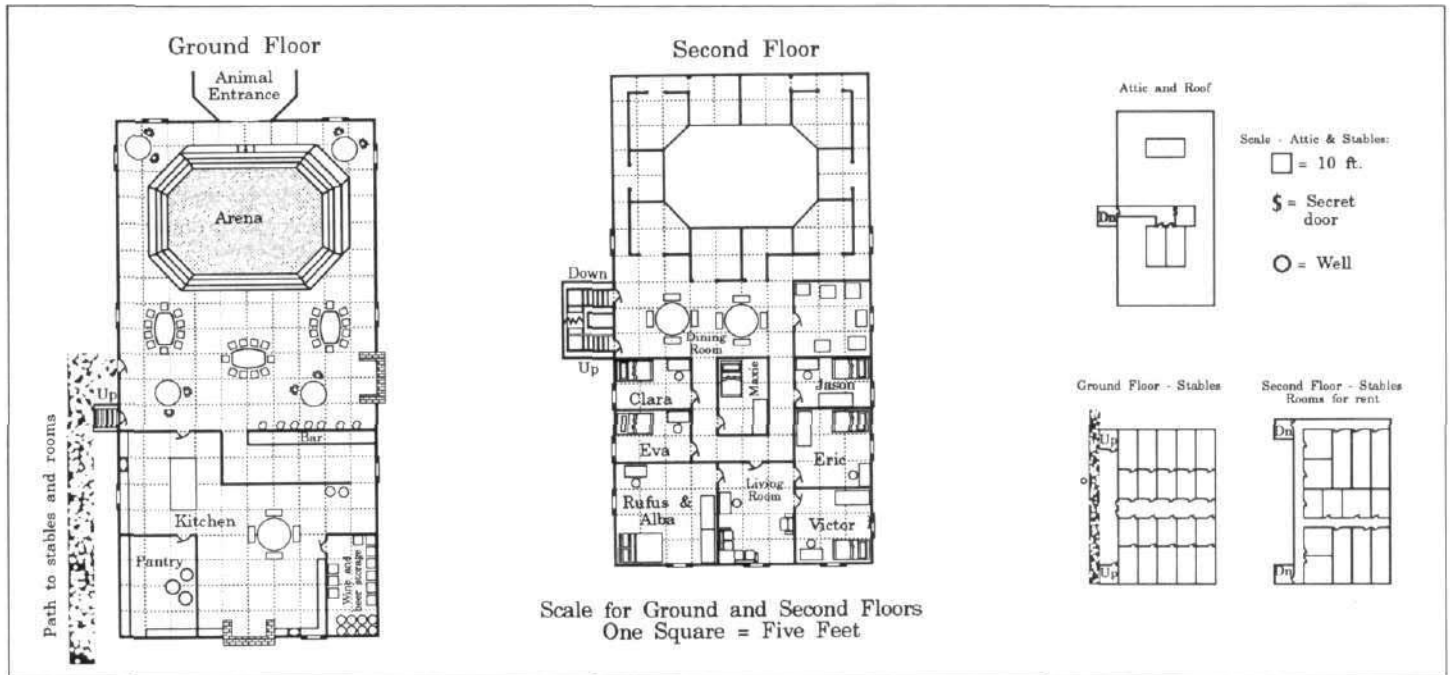 Ground Floor
Animal
Entrance
Arena
Up
Bar
Kitchen
Pantry
Wine and
beer storage
Path to stables and rooms
Second Floor
Down
Up
Dining
Room
Clara
Maxie
Jason
Eva
Eric
Living
Room
Rufus &
Alba
Victor
Scale for Ground and Second Floors
One Square = Five Feet
Attic and Roof
Dn
Scale - Attic & Stables:
= 10 ft.
$ = Secret
door
= Well
Ground Floor - Stables
Up
Up
Second Floor - Stables
Rooms for rent
Dn
Dn